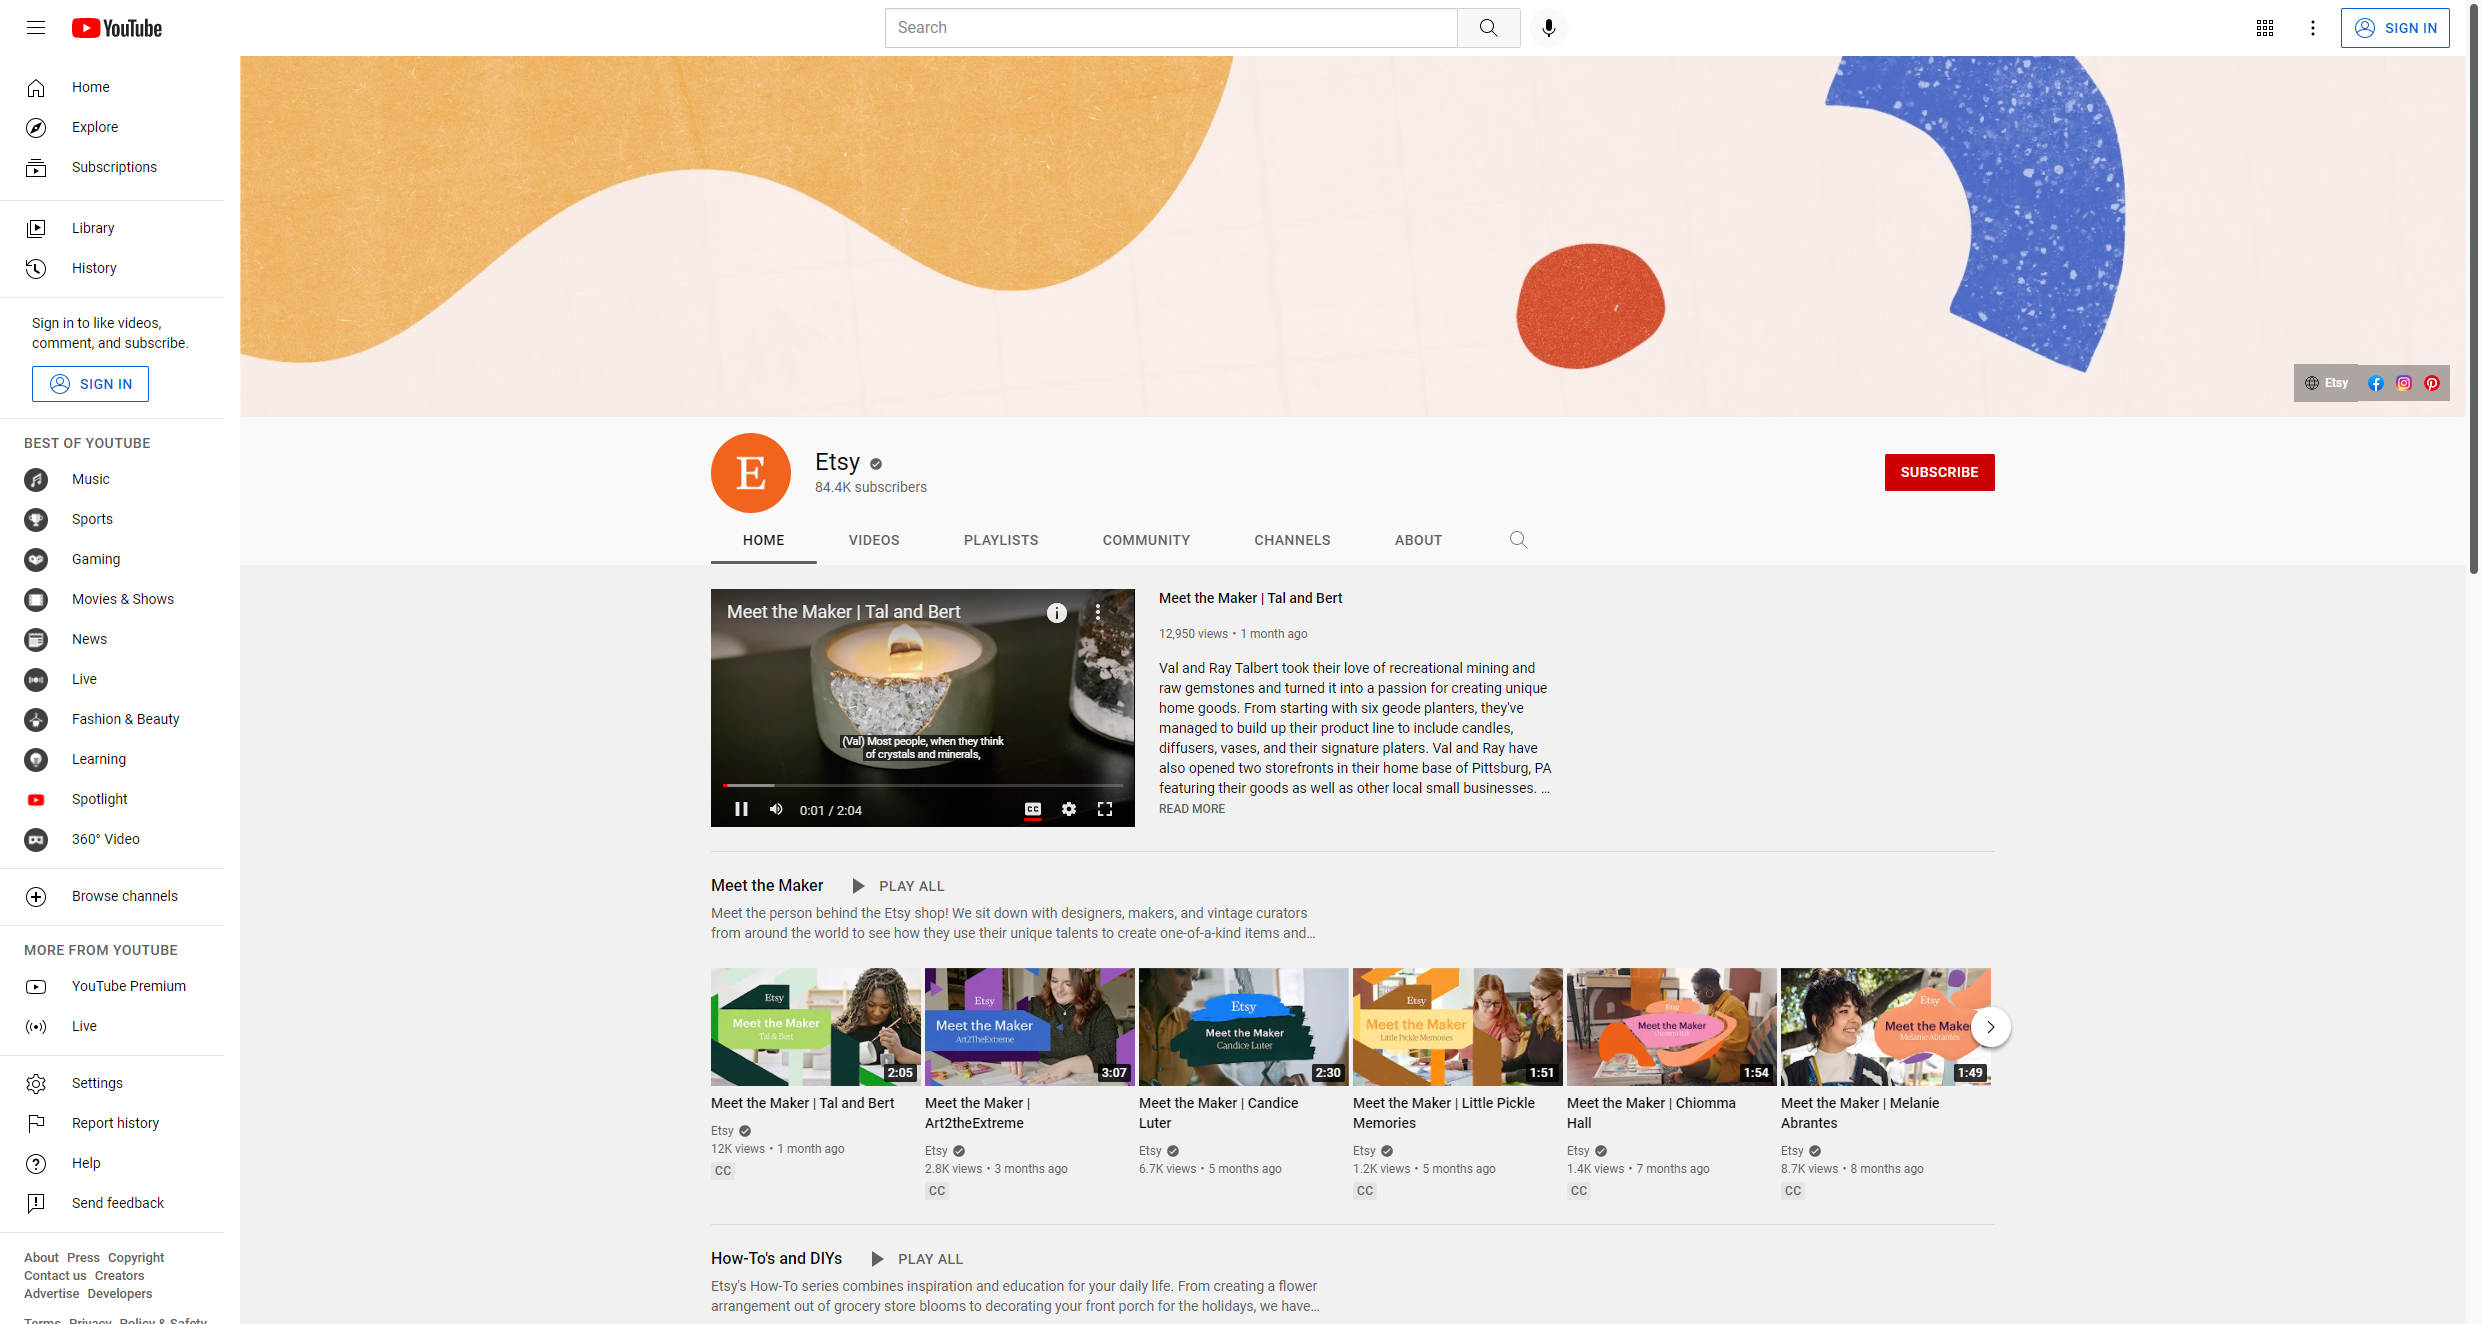 YouTube
Search
SIGN IN
Home
Explore
Subscriptions
Library
History
Sign in to like videos,
comment, and subscribe.
SIGN IN
BEST OF YOUTUBE
Music
Sports
Gaming
Movies & Shows
News
Live
Fashion & Beauty
Learning
Spotlight
360° Video
Browse channels
MORE FROM YOUTUBE
YouTube Premium
Live
Settings
Report history
Help
Send feedback
About Press Copyright
Contact us Creators
Advertise Developers
Terms Privacy Policy & Safety
Etsy
E
Etsy
84.4K subscribers
SUBSCRIBE
HOME VIDEOS PLAYLISTS COMMUNITY CHANNELS ABOUT
Meet the Maker | Tal and Bert
(Val) Most people, when they think
of crystals and minerals,
0:01 / 2:04
CC
Meet the Maker | Tal and Bert
12,950 views • 1 month ago
Val and Ray Talbert took their love of recreational mining and
raw gemstones and turned it into a passion for creating unique
home goods. From starting with six geode planters, they've
managed to build up their product line to include candles,
diffusers, vases, and their signature platers. Val and Ray have
also opened two storefronts in their home base of Pittsburg, PA
featuring their goods as well as other local small businesses. ...
READ MORE
Meet the Maker PLAY ALL
Meet the person behind the Etsy shop! We sit down with designers, makers, and vintage curators
from around the world to see how they use their unique talents to create one-of-a-kind items and...
Etsy
Meet the Maker
Tal & Bert
2:05
Meet the Maker | Tal and Bert
Etsy
12K views • 1 month ago
CC
Etsy
Meet the Maker
Art2TheExtreme
3:07
Meet the Maker |
Art2theExtreme
Etsy
2.8K views • 3 months ago
CC
Etsy
Meet the Maker
Candice Luter
2:30
Meet the Maker | Candice
Luter
Etsy
6.7K views • 5 months ago
Etsy
Meet the Maker
Little Pickle Memories
1:51
Meet the Maker | Little Pickle
Memories
Etsy
1.2K views • 5 months ago
CC
Etsy
Meet the Maker
1:54
Meet the Maker | Chiomma
Hall
Etsy
1.4K views • 7 months ago
CC
Etsy
Meet the Maker
Melanie Abrantes
1:49
Meet the Maker | Melanie
Abrantes
Etsy
8.7K views • 8 months ago
CC
How-To's and DIYs PLAY ALL
Etsy's How-To series combines inspiration and education for your daily life. From creating a flower
arrangement out of grocery store blooms to decorating your front porch for the holidays, we have...